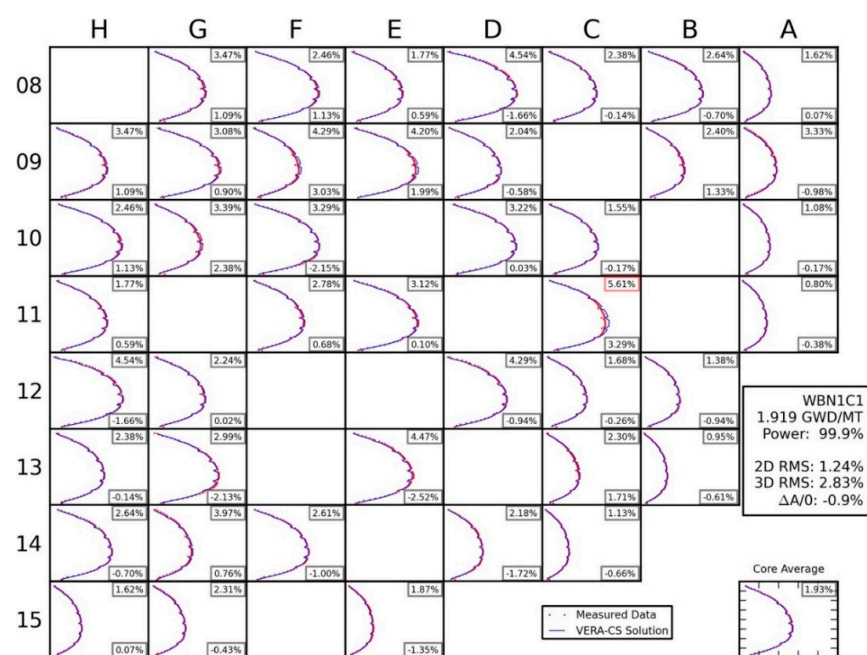 H G F E D C B A
08 3.47% 2.46% 1.77% 4.54% 2.38% 2.64% 1.62%
1.09% 1.13% 0.59% -1.66% -0.14% -0.70% 0.07%
09 3.47% 3.08% 4.29% 4.20% 2.04% 2.40% 3.33%
1.09% 0.90% 3.03% 1.99% -0.58% 1.33% -0.98%
10 2.46% 3.39% 3.29% 3.22% 1.55% 1.08%
1.13% 2.38% -2.15% 0.03% -0.17% -0.17%
11 1.77% 2.78% 3.12% 5.61% 0.80%
0.59% 0.68% 0.10% 3.29% -0.38%
12 4.54% 2.24% 4.29% 1.68% 1.38%
-1.66% 0.02% -0.94% -0.26% -0.94%
13 2.38% 2.99% 4.47% 2.30% 0.95%
-0.14% -2.13% -2.52% 1.71% -0.61%
WBN1C1
1.919 GWD/MT
Power: 99.9%
2D RMS: 1.24%
3D RMS: 2.83%
ΔA/0: -0.9%
14 2.64% 3.97% 2.61% 2.18% 1.13%
-0.70% 0.76% -1.00% -1.72% -0.66%
15 1.62% 2.31% 1.87%
0.07% -0.43% -1.35%
Measured Data
VERA-CS Solution
Core Average
1.93%